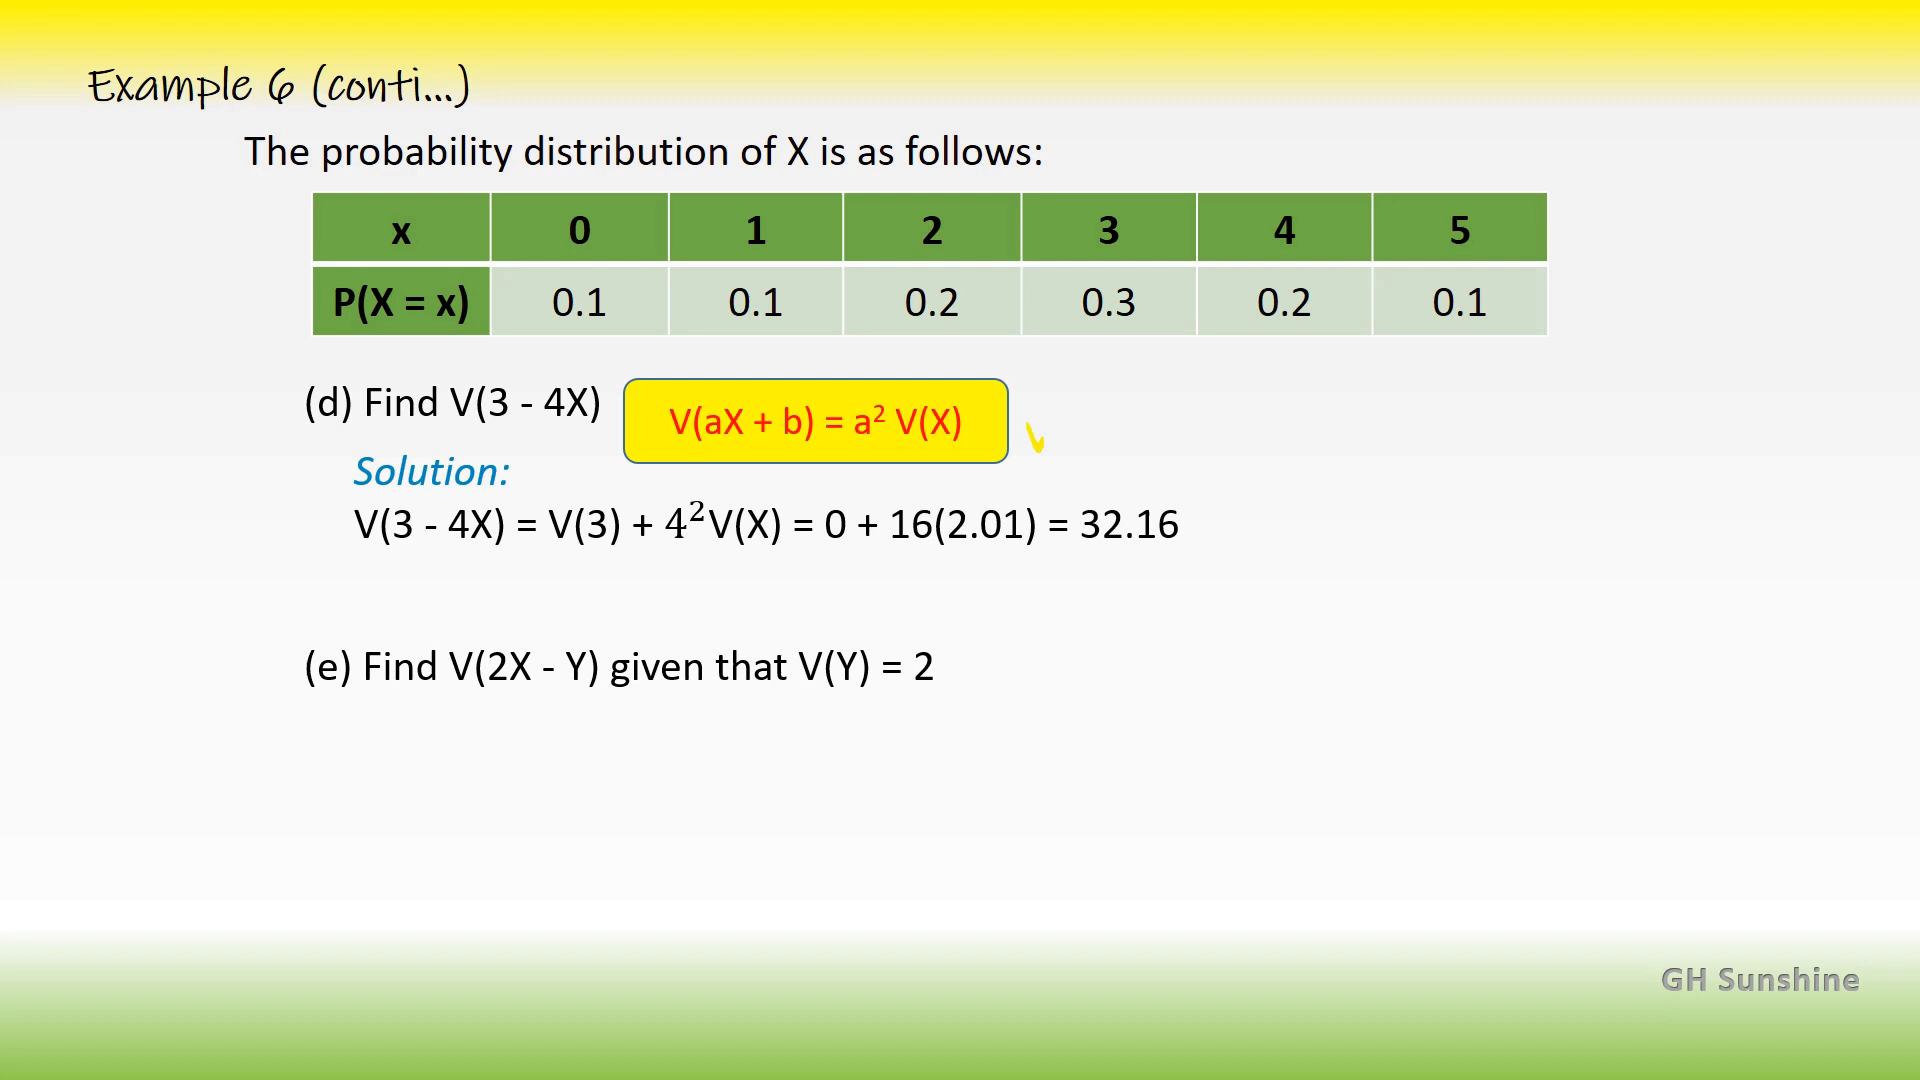 Example 6 (conti...)
The probability distribution of X is as follows:
x 0 1 2 3 4 5
P(X = x) 0.1 0.1 0.2 0.3 0.2 0.1
(d) Find V(3 - 4X)
V(aX + b) = a² V(X)
Solution:
V(3 - 4X) = V(3) + 4²V(X) = 0 + 16(2.01) = 32.16
(e) Find V(2X - Y) given that V(Y) = 2
GH Sunshine